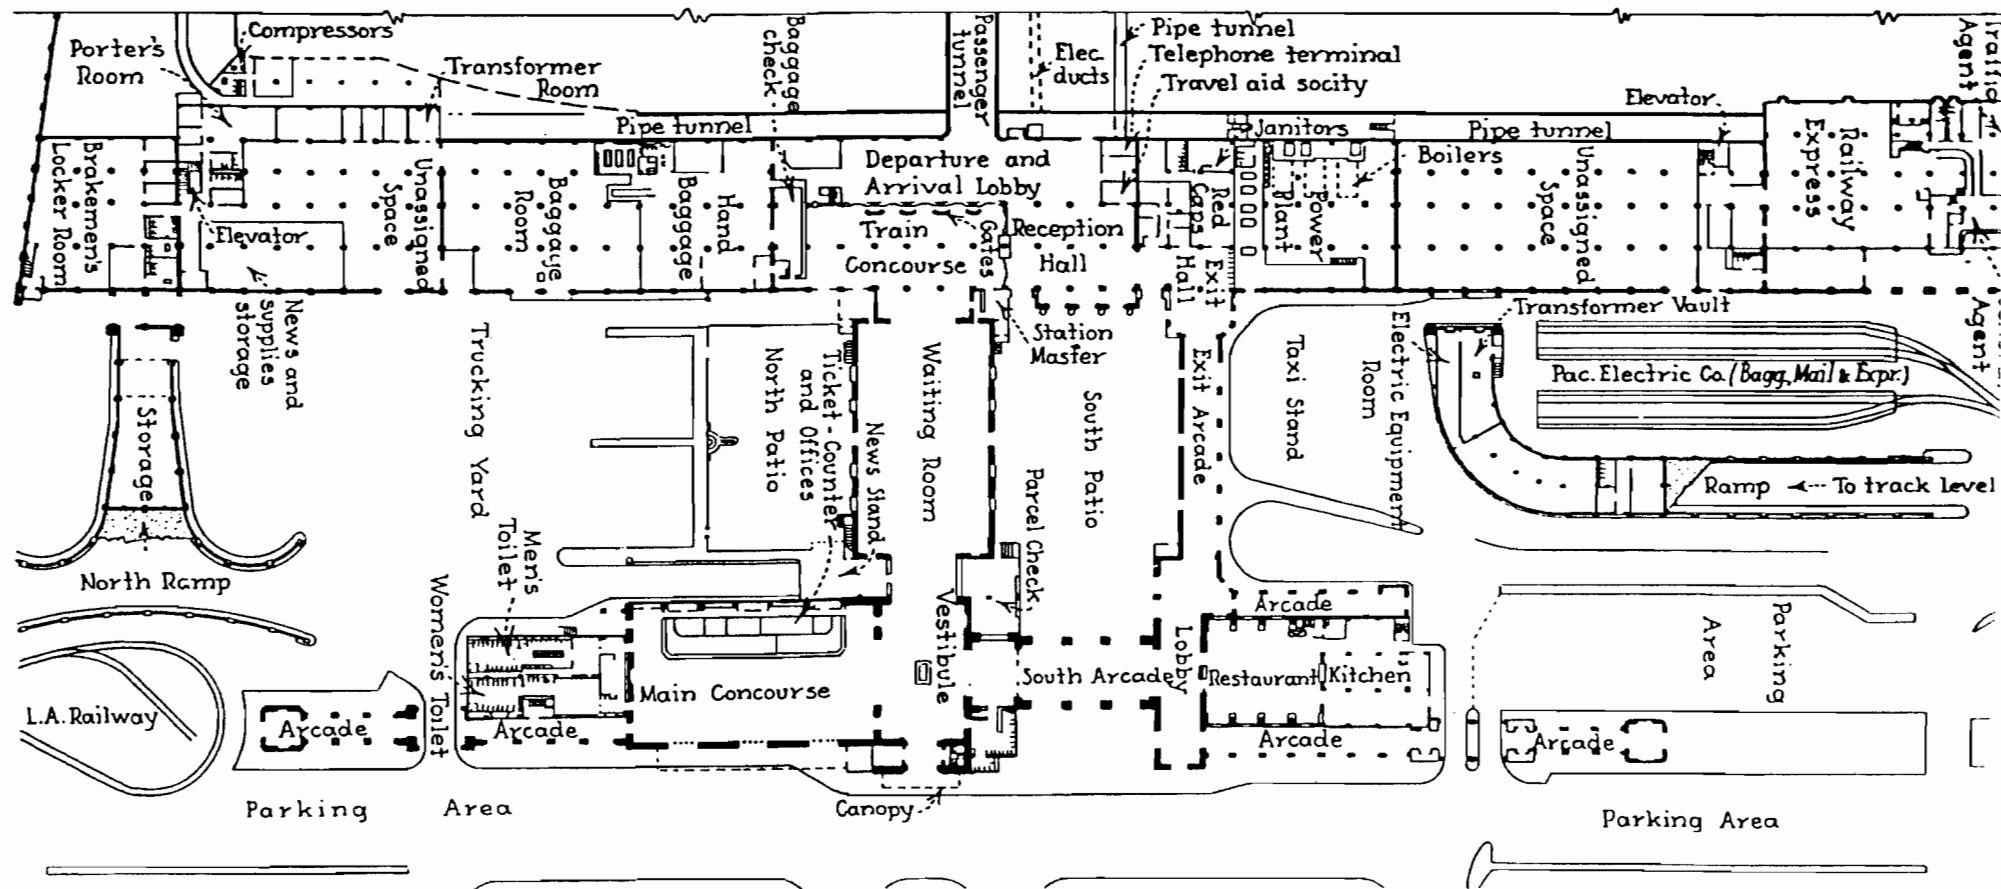 Compressors
Porter's
Room
Transformer
Room
Baggage
check
Passenger
tunnel
Elec.
ducts
Pipe tunnel
Telephone terminal
Travel aid socity
Elevator
Traffic
Agent
Pipe tunnel
Janitors
Pipe tunnel
Brakemen's
Locker Room
Elevator
Unassigned
Space
Baggage
Room
Hand
Baggage
Departure and
Arrival Lobby
Train
Concourse
Gates
Reception
Hall
Red
Caps
Exit
Hall
Power
Plant
Boilers
Unassigned
Space
Railway
Express
Agent
News and
supplies
storage
Station
Master
Transformer Vault
Pac. Electric Co. (Bagg, Mail & Expr.)
Storage
Trucking Yard
North Patio
Ticket-Counter
and Offices
News Stand
Waiting Room
South Patio
Parcel Check.
Exit Arcade
Taxi Stand
Electric Equipment
Room
Ramp
To track level
North Ramp
Men's
Toilet
Women's Toilet
L.A. Railway
Arcade
Arcade
Main Concourse
Vestibule
South Arcade
Lobby
Arcade
Restaurant
Kitchen
Arcade
Arcade
Parking
Area
Canopy
Parking Area
Parking Area